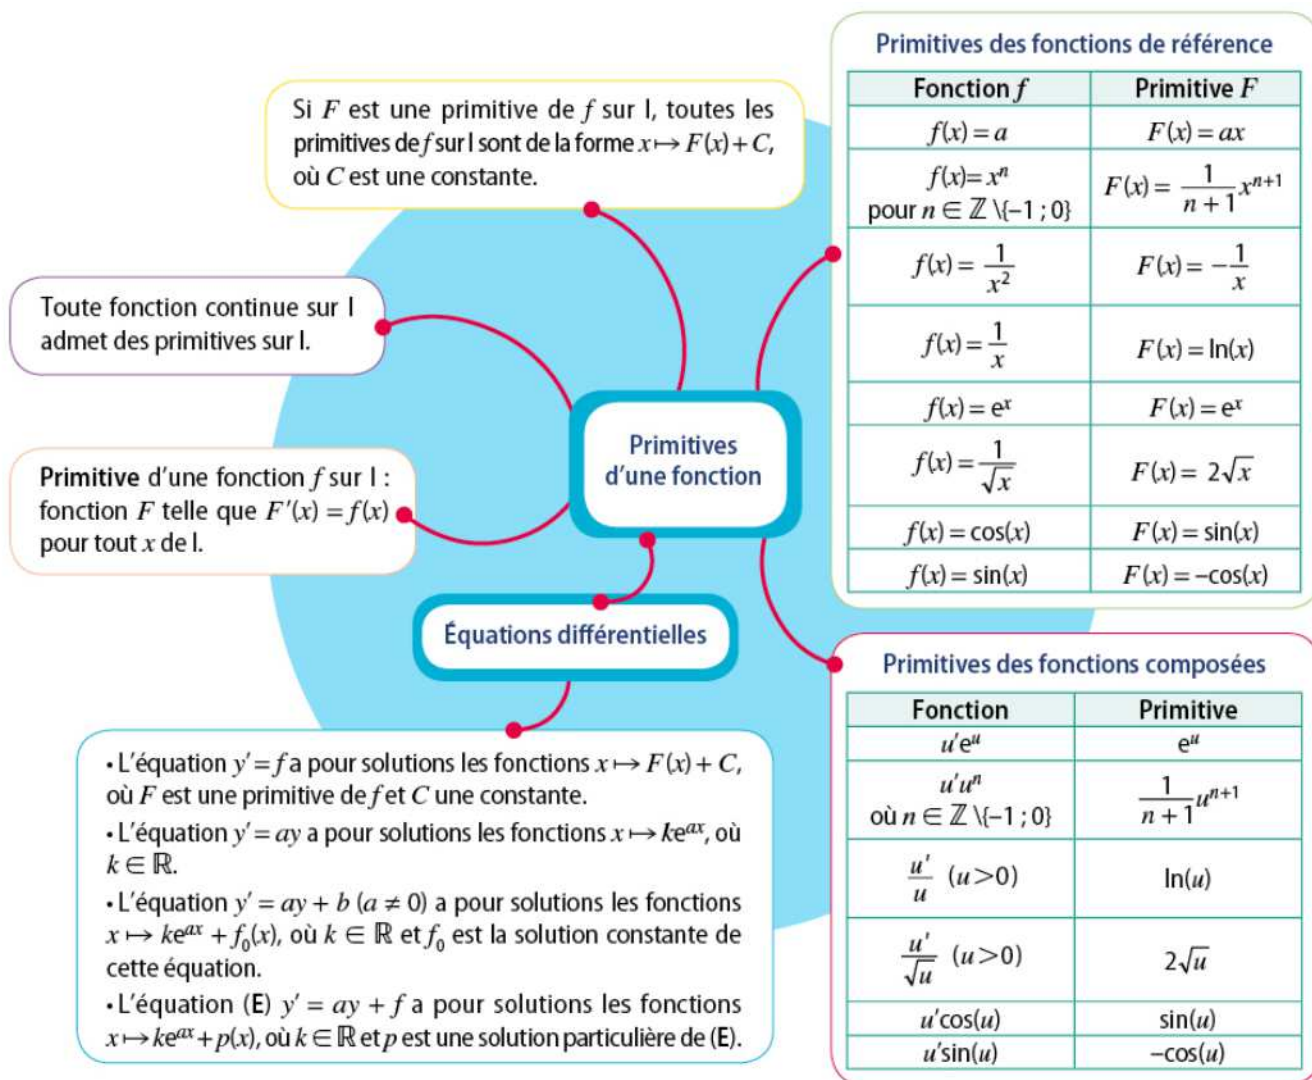 Si F est une primitive de f sur I, toutes les
primitives de f sur I sont de la forme x ↦ F(x) + C,
où C est une constante.
Toute fonction continue sur I
admet des primitives sur I.
Primitive d'une fonction f sur I :
fonction F telle que F'(x) = f(x)
pour tout x de I.
Primitives
d'une fonction
Équations différentielles
• L'équation y' = f a pour solutions les fonctions x ↦ F(x) + C,
où F est une primitive de f et C une constante.
• L'équation y' = ay a pour solutions les fonctions x ↦ ke^{ax}, où
k ∈ ℝ.
• L'équation y' = ay + b (a ≠ 0) a pour solutions les fonctions
x ↦ ke^{ax} + f₀(x), où k ∈ ℝ et f₀ est la solution constante de
cette équation.
• L'équation (E) y' = ay + f a pour solutions les fonctions
x ↦ ke^{ax} + p(x), où k ∈ ℝ et p est une solution particulière de (E).
Primitives des fonctions de référence
Fonction f | Primitive F
f(x) = a | F(x) = ax
f(x) = xⁿ pour n ∈ ℤ \{−1 ; 0} | F(x) = 1/(n + 1) x^{n+1}
f(x) = 1/x² | F(x) = −1/x
f(x) = 1/x | F(x) = ln(x)
f(x) = e^x | F(x) = e^x
f(x) = 1/√x | F(x) = 2√x
f(x) = cos(x) | F(x) = sin(x)
f(x) = sin(x) | F(x) = −cos(x)
Primitives des fonctions composées
Fonction | Primitive
u'e^u | e^u
u'uⁿ où n ∈ ℤ \{−1 ; 0} | 1/(n + 1) u^{n+1}
u'/u (u > 0) | ln(u)
u'/√u (u > 0) | 2√u
u'cos(u) | sin(u)
u'sin(u) | −cos(u)